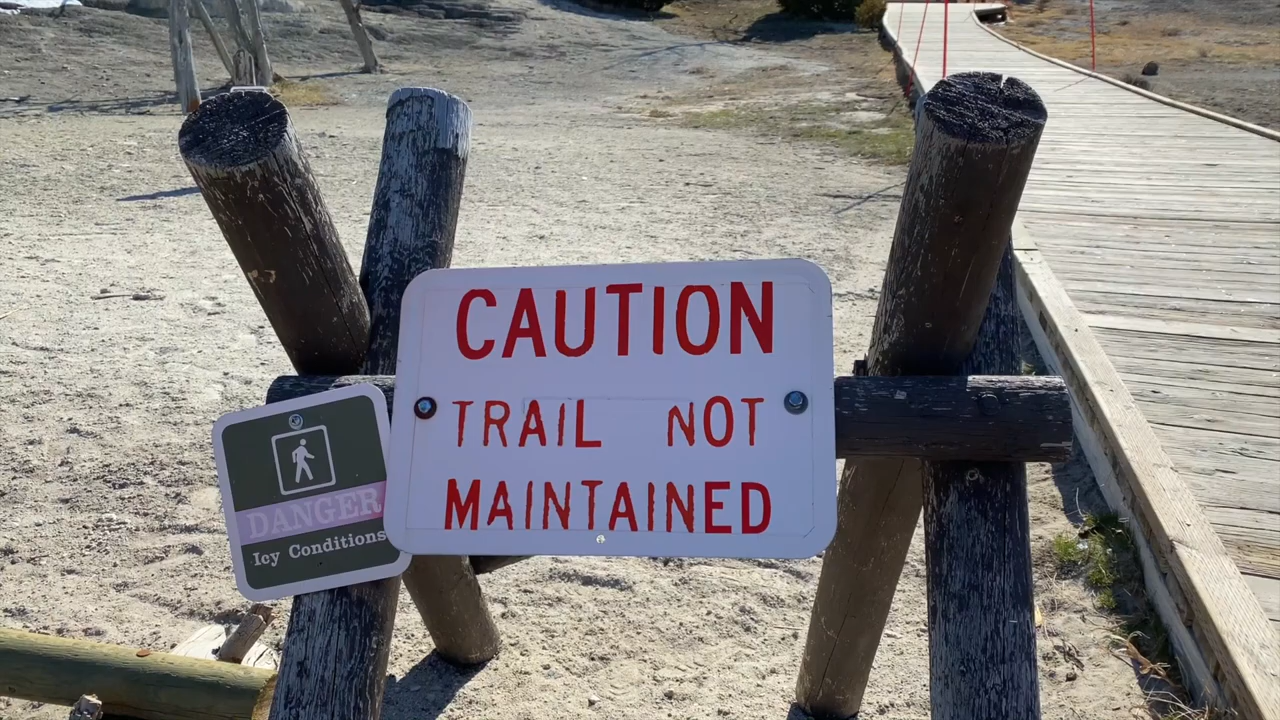 CAUTION
TRAIL NOT
MAINTAINED
DANGER
Icy Conditions